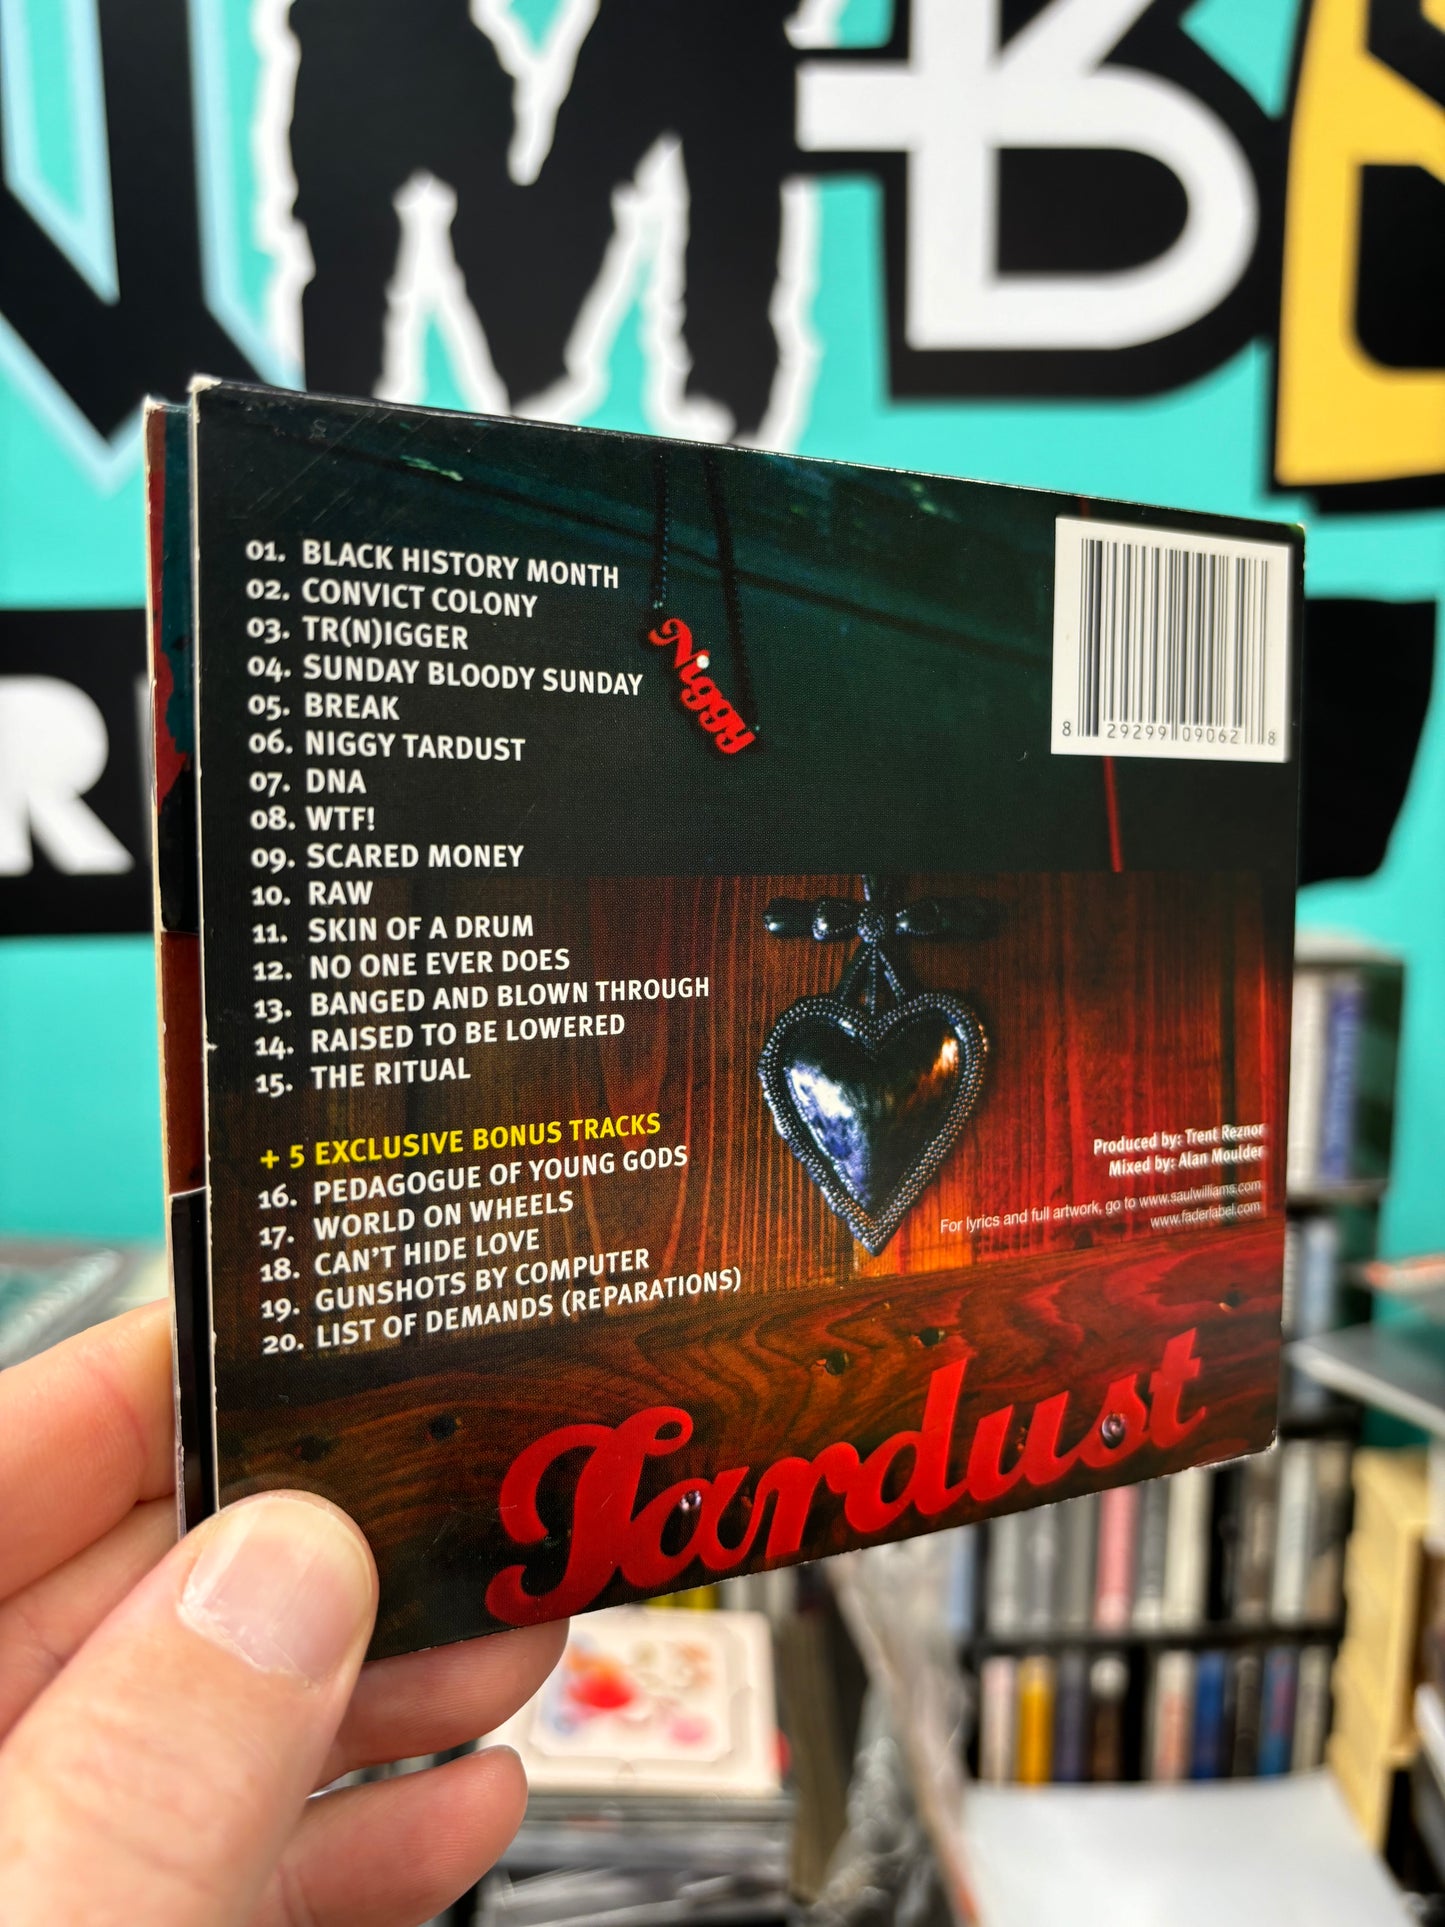 01. BLACK HISTORY MONTH
02. CONVICT COLONY
03. TR(N)IGGER
04. SUNDAY BLOODY SUNDAY
05. BREAK
06. NIGGY TARDUST
07. DNA
08. WTF!
09. SCARED MONEY
10. RAW
11. SKIN OF A DRUM
12. NO ONE EVER DOES
13. BANGED AND BLOWN THROUGH
14. RAISED TO BE LOWERED
15. THE RITUAL
+ 5 EXCLUSIVE BONUS TRACKS
16. PEDAGOGUE OF YOUNG GODS
17. WORLD ON WHEELS
18. CAN'T HIDE LOVE
19. GUNSHOTS BY COMPUTER
20. LIST OF DEMANDS (REPARATIONS)
Niggy
8 29299 09062 8
Produced by: Trent Reznor
Mixed by: Alan Moulder
For lyrics and full artwork, go to www.saulwilliams.com
www.faderlabel.com
Tardust